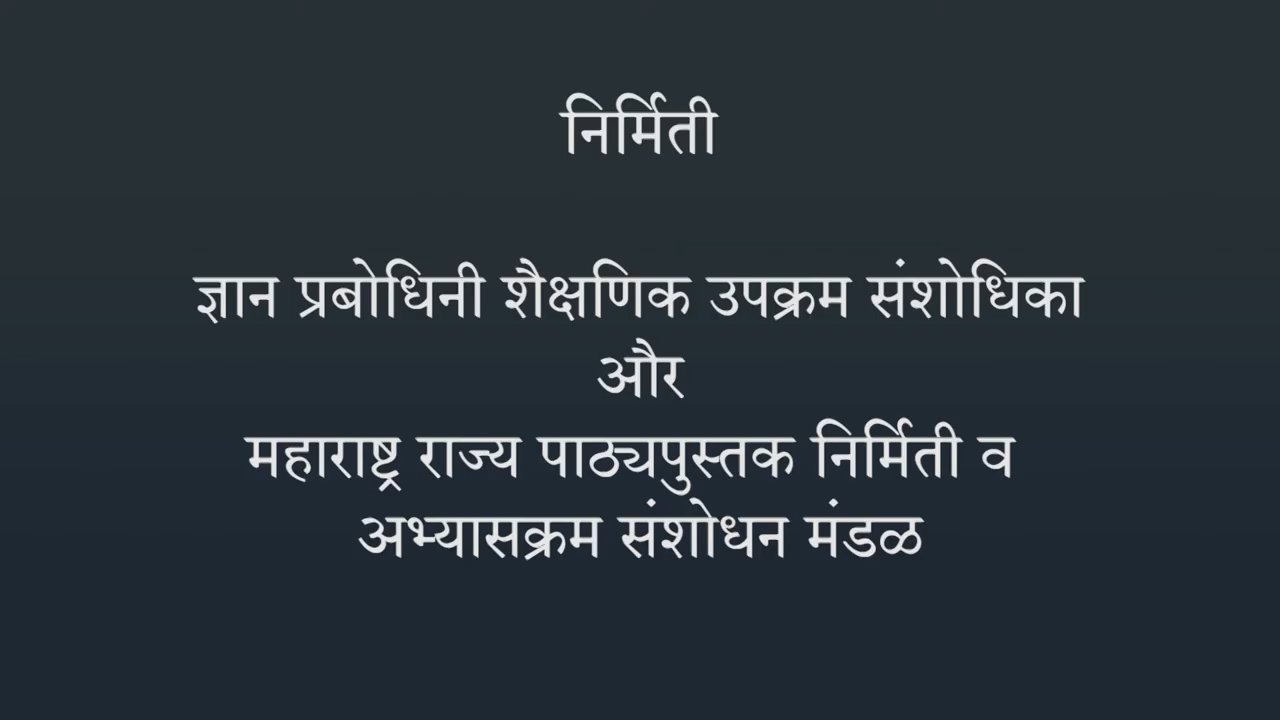 निर्मिती
ज्ञान प्रबोधिनी शैक्षणिक उपक्रम संशोधिका
और
महाराष्ट्र राज्य पाठ्यपुस्तक निर्मिती व
अभ्यासक्रम संशोधन मंडळ